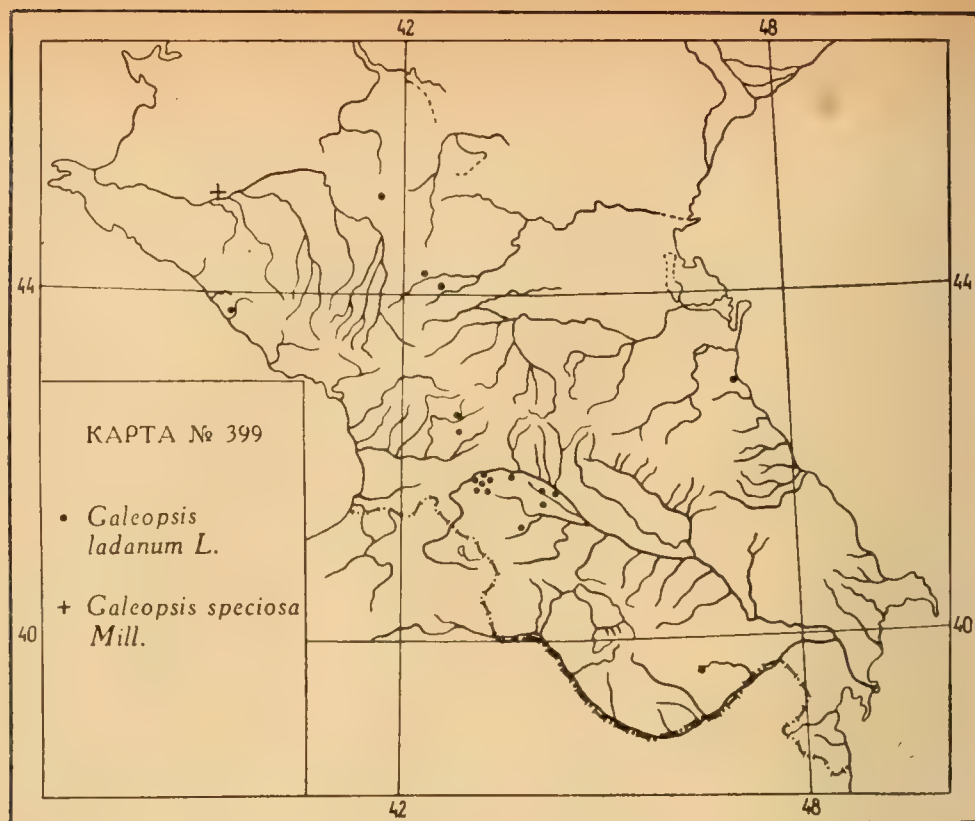 42 48
44 44
КАРТА № 399
• Galeopsis
ladanum L.
+ Galeopsis speciosa
Mill.
40 40
42 48